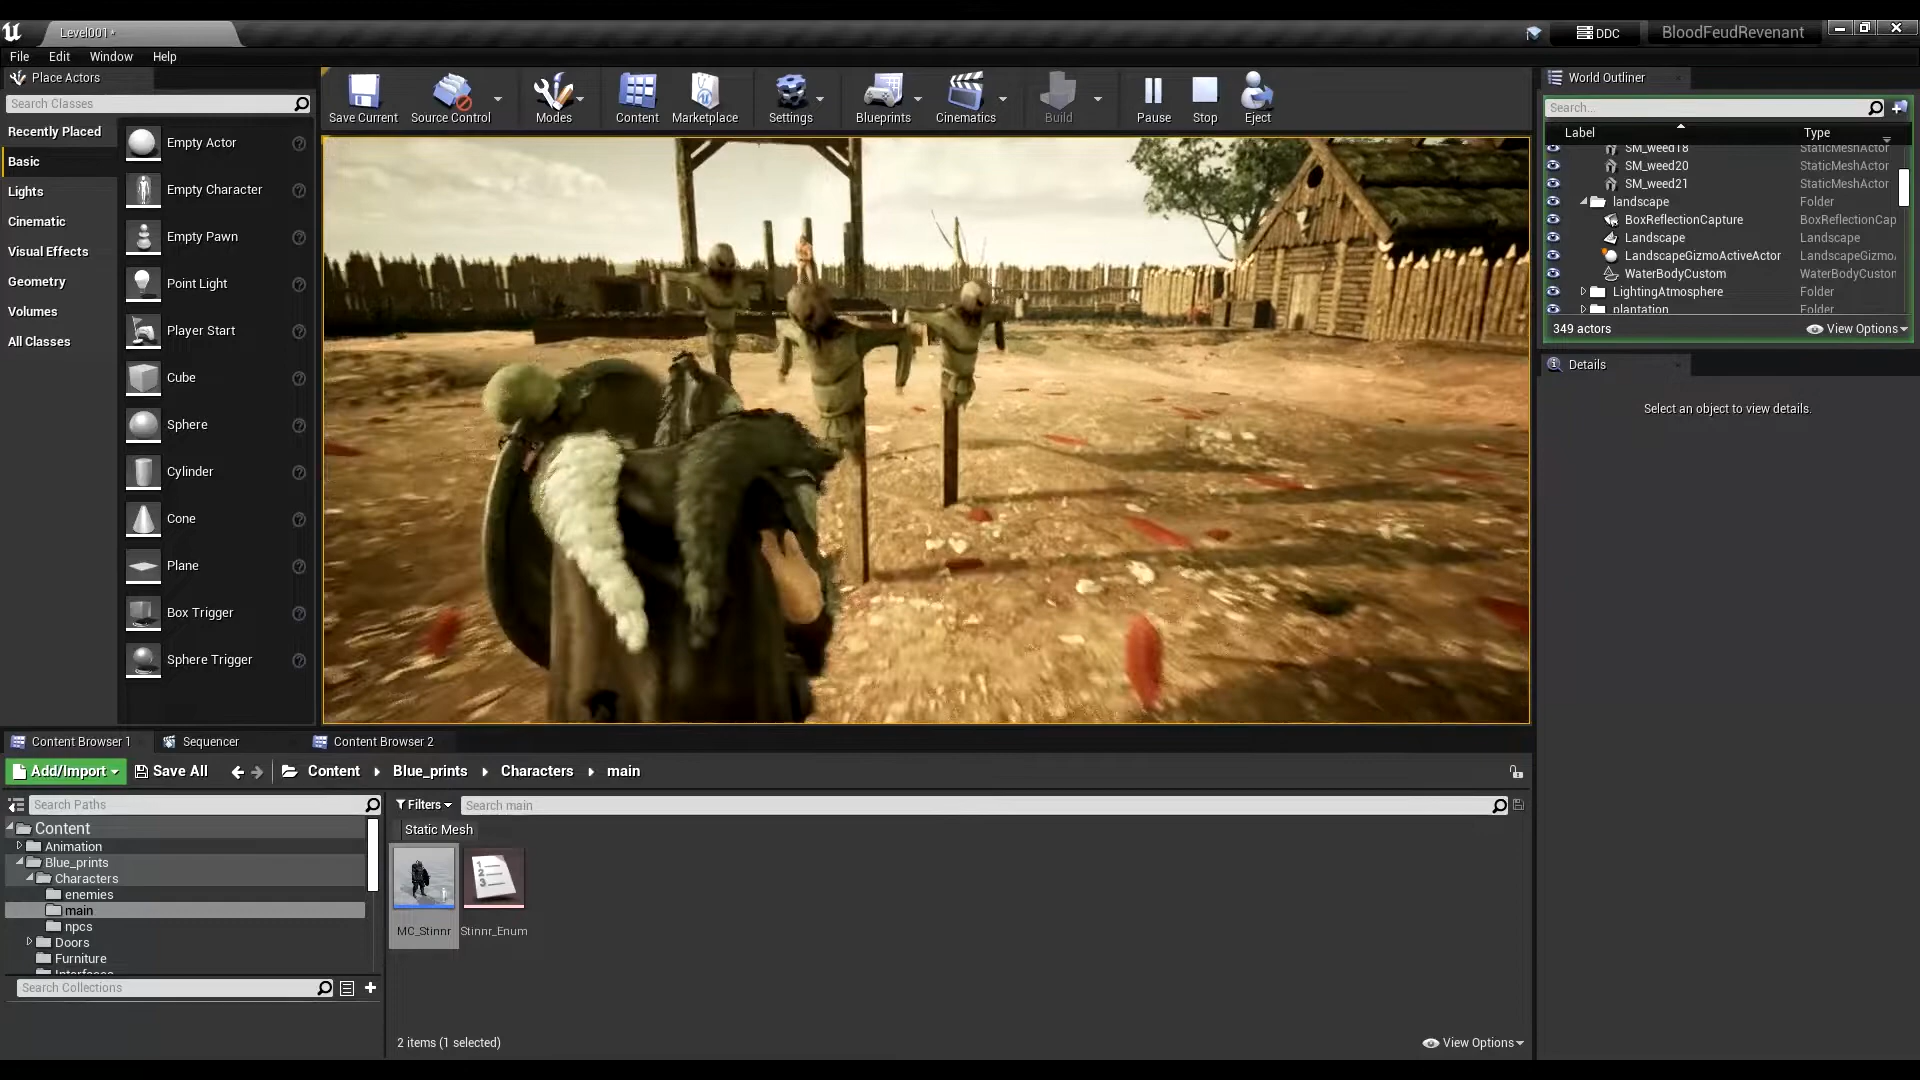 Level001*
DDC
BloodFeudRevenant
File Edit Window Help
Place Actors
Search Classes
Recently Placed
Basic
Lights
Cinematic
Visual Effects
Geometry
Volumes
All Classes
Empty Actor
Empty Character
Empty Pawn
Point Light
Player Start
Cube
Sphere
Cylinder
Cone
Plane
Box Trigger
Sphere Trigger
Save Current Source Control Modes Content Marketplace Settings Blueprints Cinematics Build Pause Stop Eject
World Outliner
Search...
Label Type
SM_weed18 StaticMeshActor
SM_weed20 StaticMeshActor
SM_weed21 StaticMeshActor
landscape Folder
BoxReflectionCapture BoxReflectionCap
Landscape Landscape
LandscapeGizmoActiveActor LandscapeGizmo
WaterBodyCustom WaterBodyCustom
LightingAtmosphere Folder
plantation Folder
349 actors View Options
Details
Select an object to view details.
Content Browser 1 Sequencer Content Browser 2
Add/Import Save All Content Blue_prints Characters main
Search Paths
Content
Animation
Blue_prints
Characters
enemies
main
npcs
Doors
Furniture
Interfaces
Search Collections
Filters Search main
Static Mesh
MC_Stinnr Stinnr_Enum
2 items (1 selected) View Options